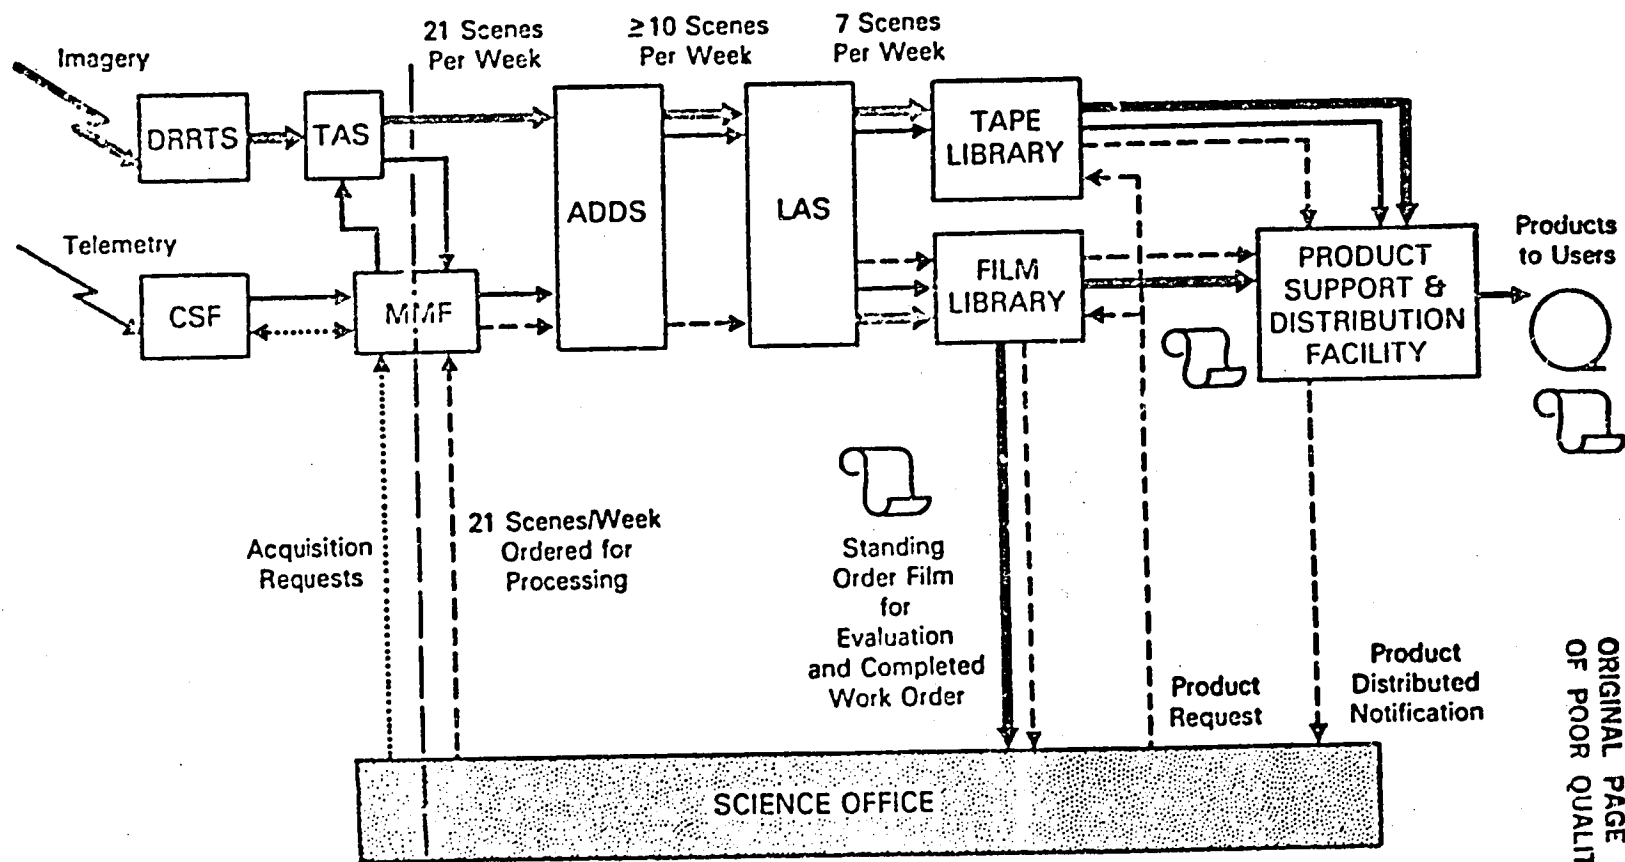 21 Scenes
Per Week
≥10 Scenes
Per Week
7 Scenes
Per Week
Imagery
DRRTS
TAS
ADDS
LAS
TAPE
LIBRARY
Telemetry
CSF
MMF
FILM
LIBRARY
PRODUCT
SUPPORT &
DISTRIBUTION
FACILITY
Products
to Users
Acquisition
Requests
21 Scenes/Week
Ordered for
Processing
Standing
Order Film
for
Evaluation
and Completed
Work Order
Product
Request
Product
Distributed
Notification
SCIENCE OFFICE
ORIGINAL PAGE
OF POOR QUALIT